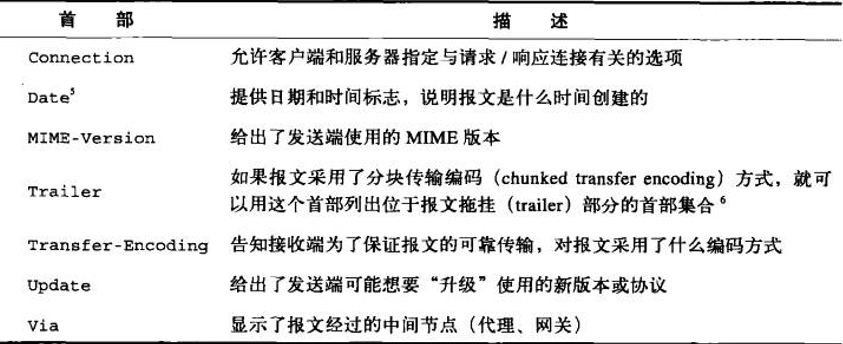 首 部 描 述
Connection 允许客户端和服务器指定与请求/响应连接有关的选项
Date⁵ 提供日期和时间标志，说明报文是什么时间创建的
MIME-Version 给出了发送端使用的 MIME 版本
Trailer 如果报文采用了分块传输编码（chunked transfer encoding）方式，就可
以用这个首部列出位于报文拖挂（trailer）部分的首部集合⁶
Transfer-Encoding 告知接收端为了保证报文的可靠传输，对报文采用了什么编码方式
Update 给出了发送端可能想要“升级”使用的新版本或协议
Via 显示了报文经过的中间节点（代理、网关）